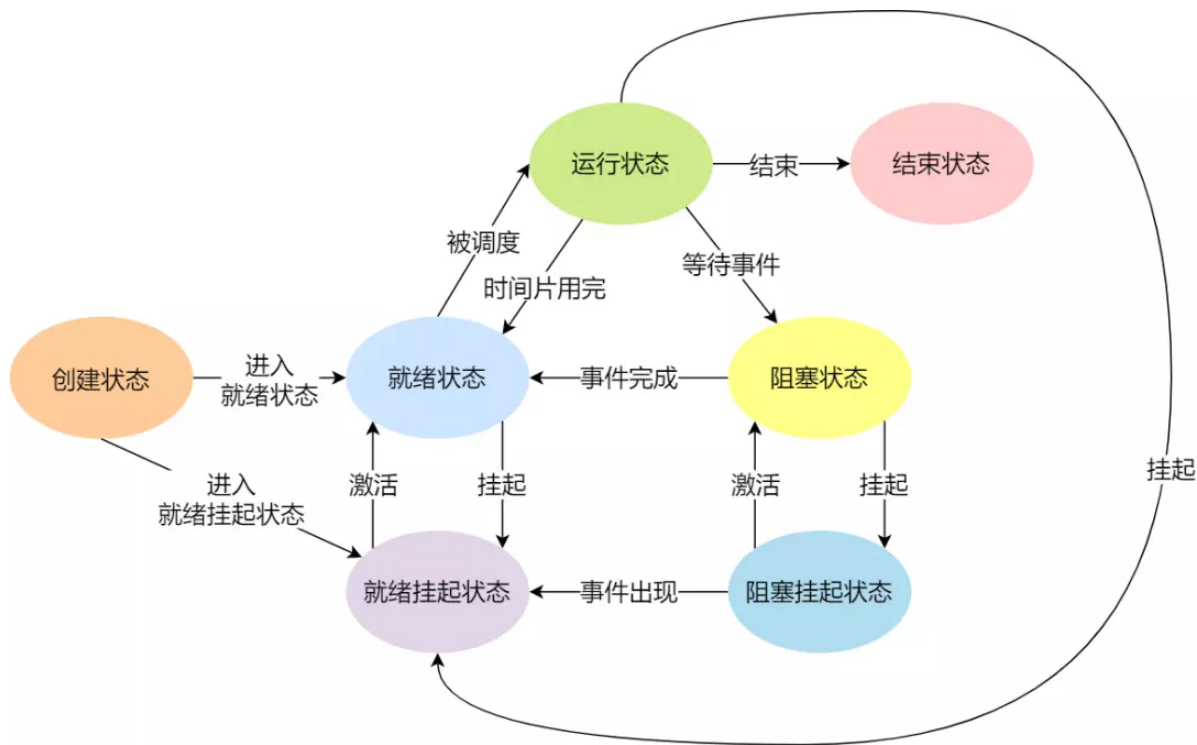 运行状态
结束
结束状态
被调度
等待事件
时间片用完
创建状态
进入
就绪状态
就绪状态
事件完成
阻塞状态
进入
就绪挂起状态
激活
挂起
激活
挂起
挂起
就绪挂起状态
事件出现
阻塞挂起状态